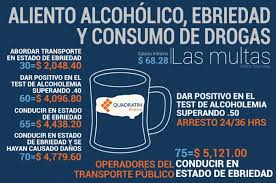 ALIENTO ALCOHÓLICO, EBRIEDAD
Y CONSUMO DE DROGAS
Salario mínimo
$ 68.28
Las multas
ABORDAR TRANSPORTE
EN ESTADO DE EBRIEDAD
30=$ 2,048.40
DAR POSITIVO EN EL
TEST DE ALCOHOLEMIA
SUPERANDO .40
60=$ 4,096.80
CONDUCIR EN ESTADO
DE EBRIEDAD
65=$ 4,438.20
CONDUCIR EN ESTADO
DE EBRIEDAD Y SE
HAYAN CAUSADO DAÑOS
70=$ 4,779.60
QUADRATIN
DAR POSITIVO EN EL
TEST DE ALCOHOLEMIA
SUPERANDO .50
ARRESTO 24/36 HRS
75=$ 5,121.00
OPERADORES DEL
TRANSPORTE PÚBLICO
CONDUCIR EN
ESTADO DE EBRIEDAD